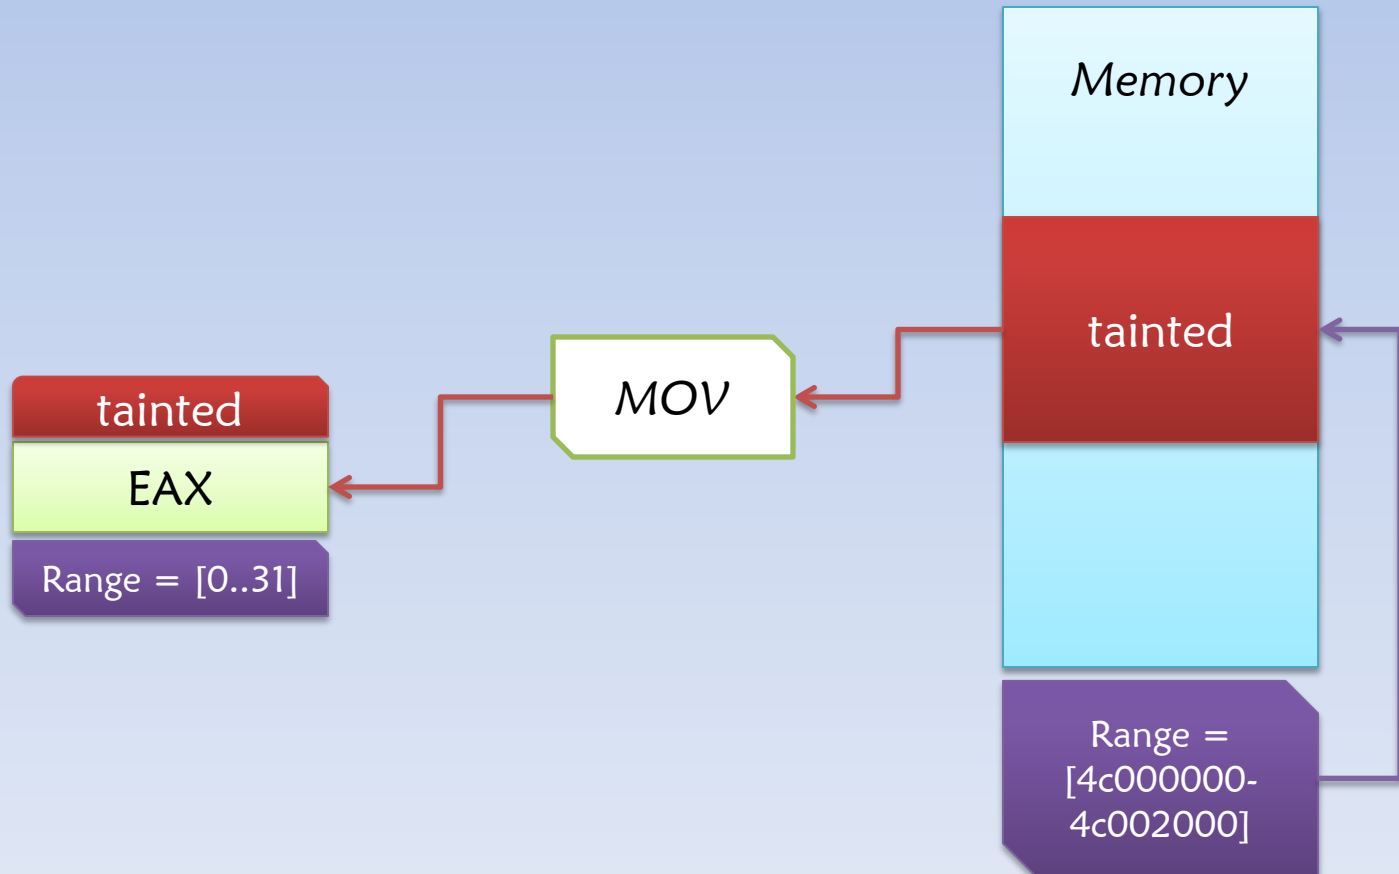 Memory
tainted
MOV
tainted
EAX
Range = [0..31]
Range =
[4c000000-
4c002000]